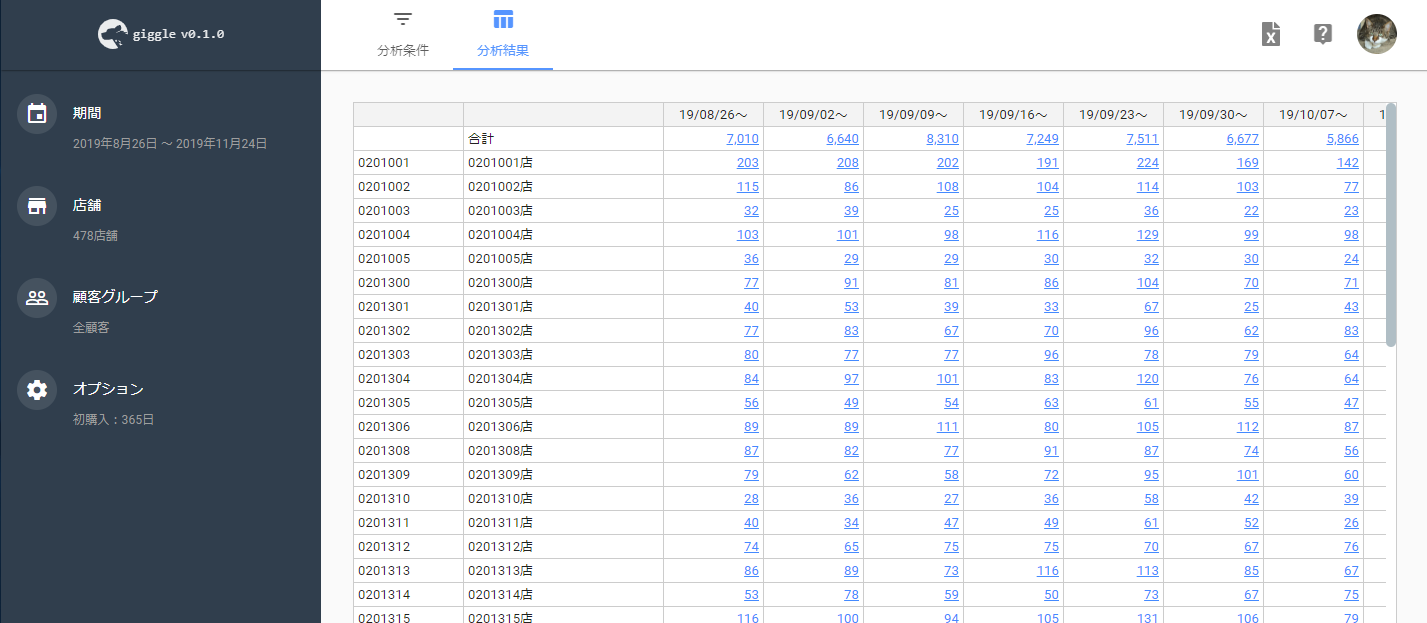 giggle v0.1.0
分析条件
分析結果
期間
2019年8月26日 ～ 2019年11月24日
店舗
478店舗
顧客グループ
全顧客
オプション
初購入：365日
19/08/26～ 19/09/02～ 19/09/09～ 19/09/16～ 19/09/23～ 19/09/30～ 19/10/07～ 1
合計 7,010 6,640 8,310 7,249 7,511 6,677 5,866
0201001 0201001店 203 208 202 191 224 169 142
0201002 0201002店 115 86 108 104 114 103 77
0201003 0201003店 32 39 25 25 36 22 23
0201004 0201004店 103 101 98 116 129 99 98
0201005 0201005店 36 29 29 30 32 30 24
0201300 0201300店 77 91 81 86 104 70 71
0201301 0201301店 40 53 39 33 67 25 43
0201302 0201302店 77 83 67 70 96 62 83
0201303 0201303店 80 77 77 96 78 79 64
0201304 0201304店 84 97 101 83 120 76 64
0201305 0201305店 56 49 54 63 61 55 47
0201306 0201306店 89 89 111 80 105 112 87
0201308 0201308店 87 82 77 91 87 74 56
0201309 0201309店 79 62 58 72 95 101 60
0201310 0201310店 28 36 27 36 58 42 39
0201311 0201311店 40 34 47 49 61 52 26
0201312 0201312店 74 65 75 75 70 67 76
0201313 0201313店 86 89 73 116 113 85 67
0201314 0201314店 53 78 59 50 73 67 75
0201315 0201315店 116 100 94 105 131 106 79